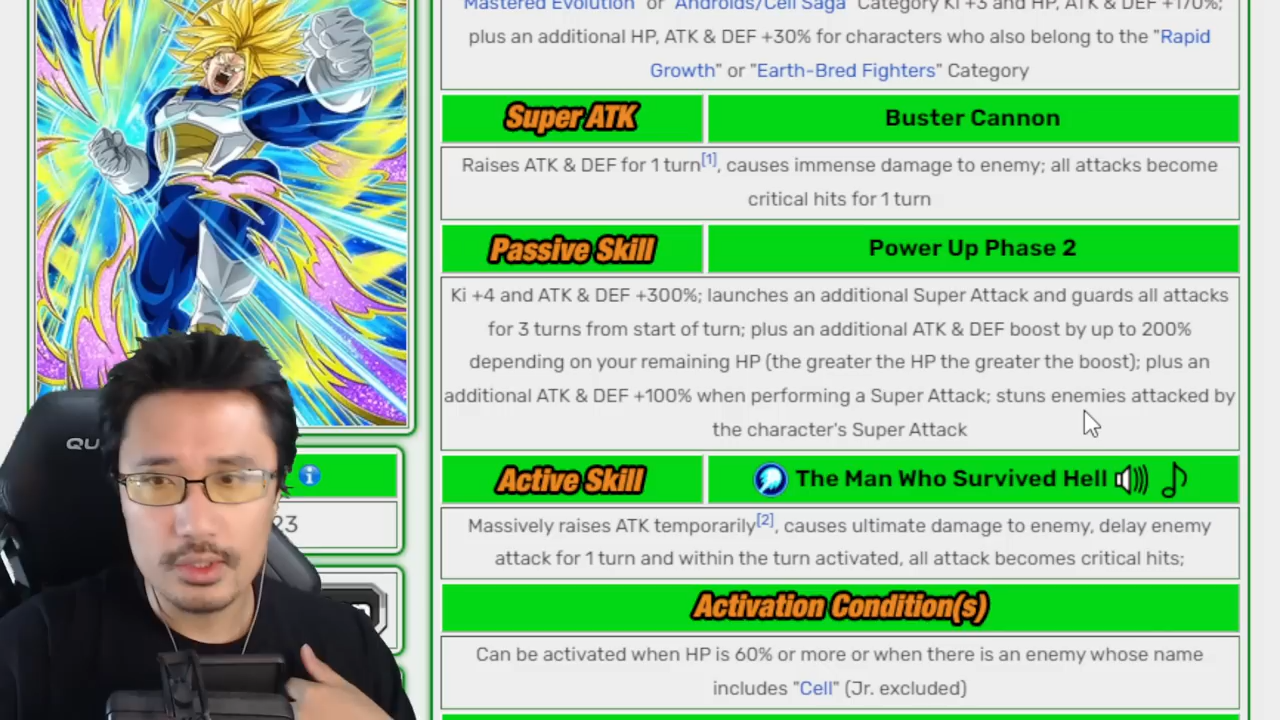 Mastered Evolution" or "Androids/Cell Saga" Category Ki +3 and HP, ATK & DEF +170%;
plus an additional HP, ATK & DEF +30% for characters who also belong to the "Rapid
Growth" or "Earth-Bred Fighters" Category
Super ATK
Buster Cannon
Raises ATK & DEF for 1 turn[1], causes immense damage to enemy; all attacks become
critical hits for 1 turn
Passive Skill
Power Up Phase 2
Ki +4 and ATK & DEF +300%; launches an additional Super Attack and guards all attacks
for 3 turns from start of turn; plus an additional ATK & DEF boost by up to 200%
depending on your remaining HP (the greater the HP the greater the boost); plus an
additional ATK & DEF +100% when performing a Super Attack; stuns enemies attacked by
the character's Super Attack
Active Skill
The Man Who Survived Hell
Massively raises ATK temporarily[2], causes ultimate damage to enemy, delay enemy
attack for 1 turn and within the turn activated, all attack becomes critical hits;
Activation Condition(s)
Can be activated when HP is 60% or more or when there is an enemy whose name
includes "Cell" (Jr. excluded)
QU
i
23